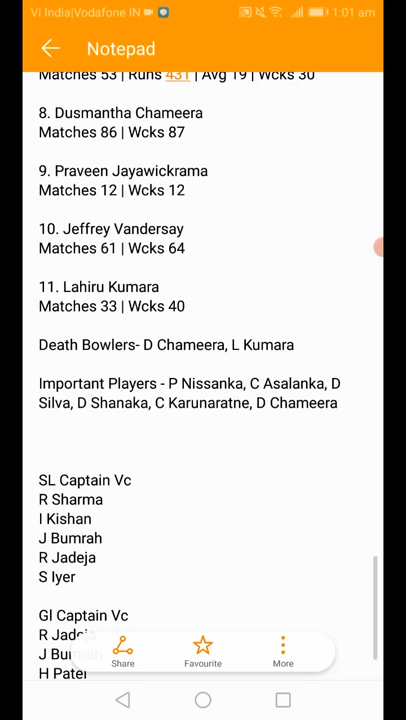 Vi India|Vodafone IN
1:01 am
Notepad
Matches 53 | Runs 431 | Avg 19 | Wcks 30
8. Dusmantha Chameera
Matches 86 | Wcks 87
9. Praveen Jayawickrama
Matches 12 | Wcks 12
10. Jeffrey Vandersay
Matches 61 | Wcks 64
11. Lahiru Kumara
Matches 33 | Wcks 40
Death Bowlers- D Chameera, L Kumara
Important Players - P Nissanka, C Asalanka, D
Silva, D Shanaka, C Karunaratne, D Chameera
SL Captain Vc
R Sharma
I Kishan
J Bumrah
R Jadeja
S Iyer
Gl Captain Vc
R Jadeja
J Bumrah
H Patel
Share
Favourite
More